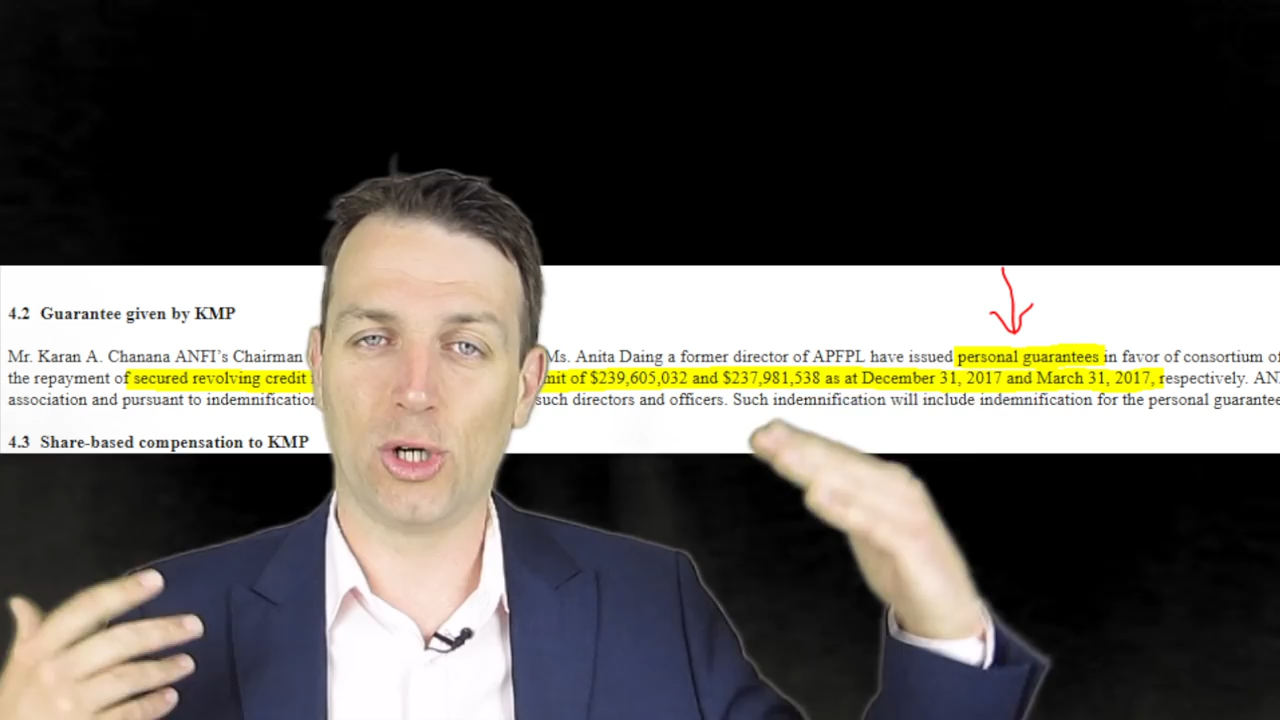 4.2 Guarantee given by KMP
Mr. Karan A. Chanana ANFI's Chairman Ms. Anita Daing a former director of APFPL have issued personal guarantees in favor of consortium of
the repayment of secured revolving credit of $239,605,032 and $237,981,538 as at December 31, 2017 and March 31, 2017, respectively.
association and pursuant to indemnification such directors and officers. Such indemnification will include indemnification for the personal guarantee
4.3 Share-based compensation to KMP